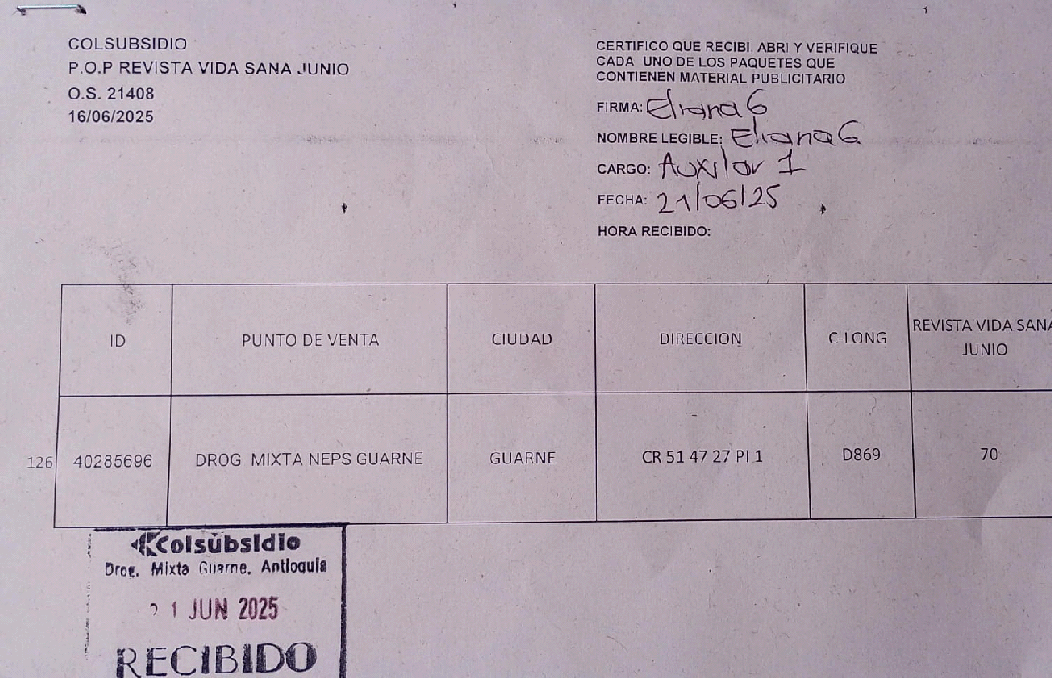 COLSUBSIDIO
P.O.P REVISTA VIDA SANA JUNIO
O.S. 21408
16/06/2025
CERTIFICO QUE RECIBI. ABRI Y VERIFIQUE
CADA UNO DE LOS PAQUETES QUE
CONTIENEN MATERIAL PUBLICITARIO
FIRMA: Eliana G
NOMBRE LEGIBLE: Eliana G
CARGO: Auxiliar 1
FECHA: 21/06/25
HORA RECIBIDO:
ID PUNTO DE VENTA CIUDAD DIRECCION C.LONG REVISTA VIDA SANA
JUNIO
126 40285696 DROG MIXTA NEPS GUARNE GUARNE CR 51 47 27 PI 1 D869 70
Colsubsidio
Drog. Mixta Guarne. Antioquia
21 JUN 2025
RECIBIDO